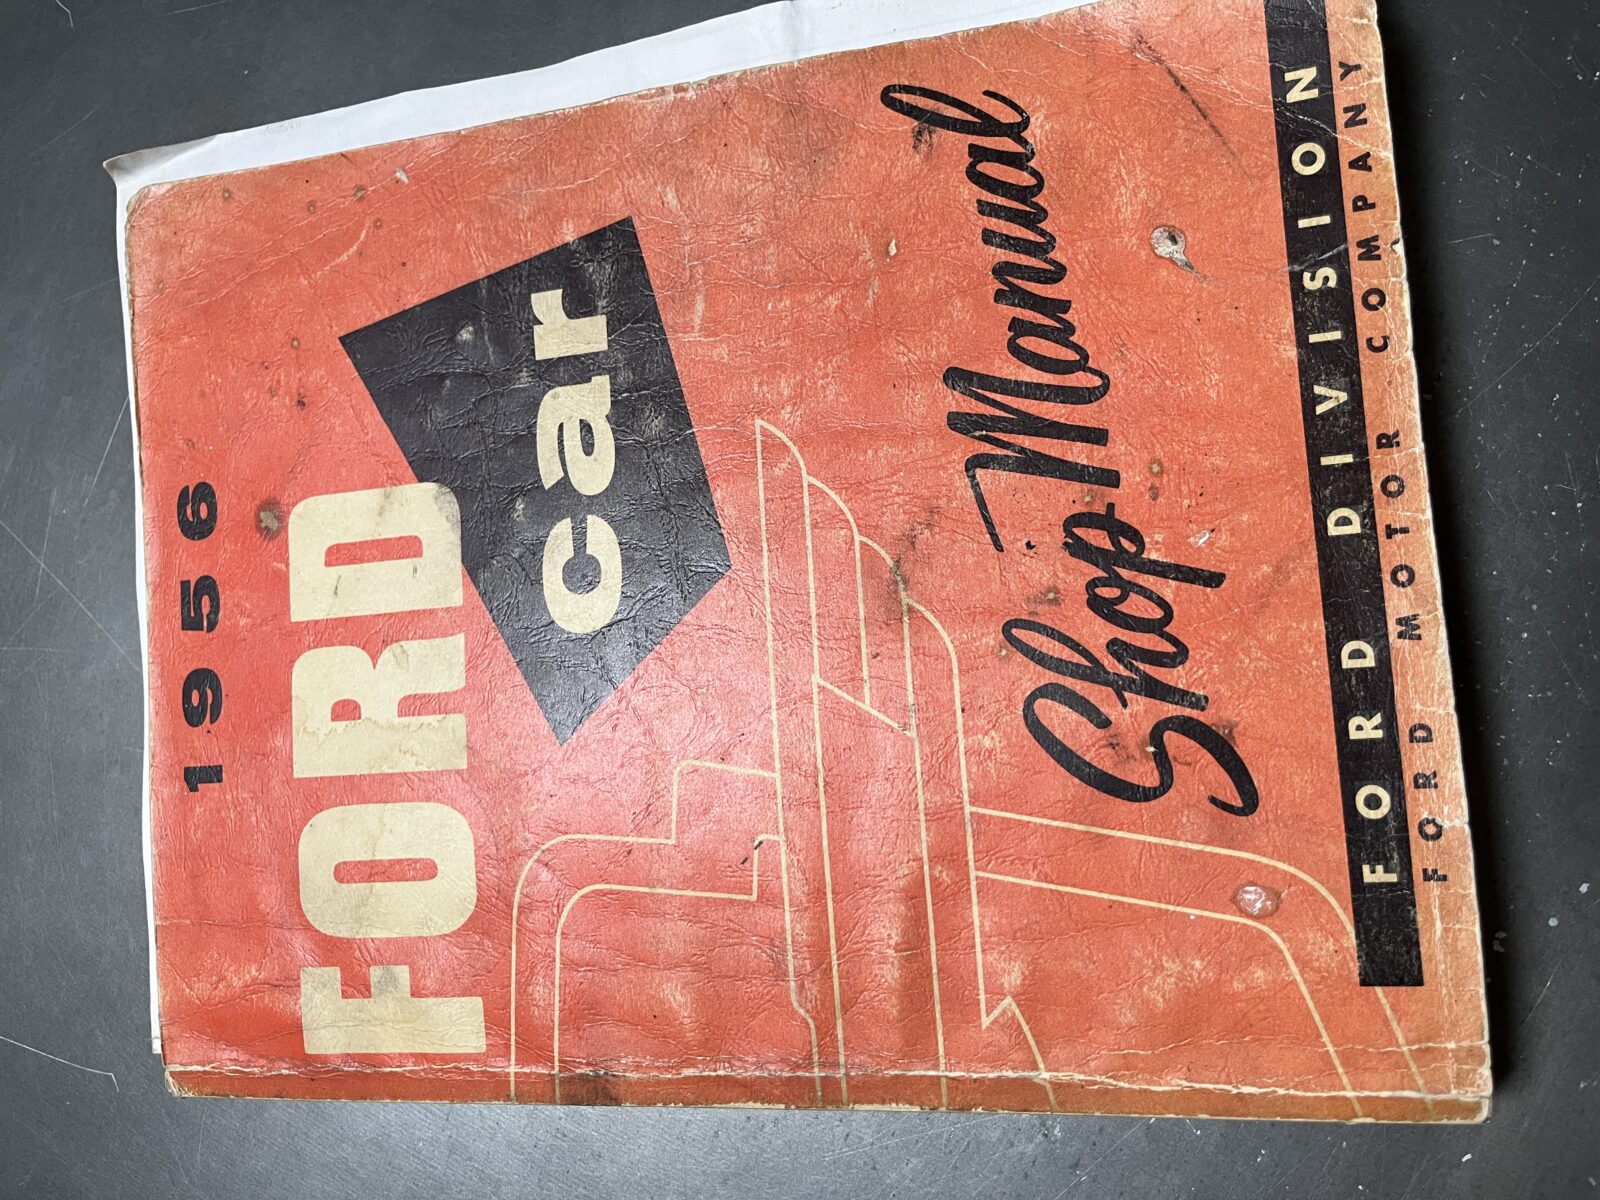 1956
FORD
car
Shop Manual
FORD DIVISION
FORD MOTOR COMPANY